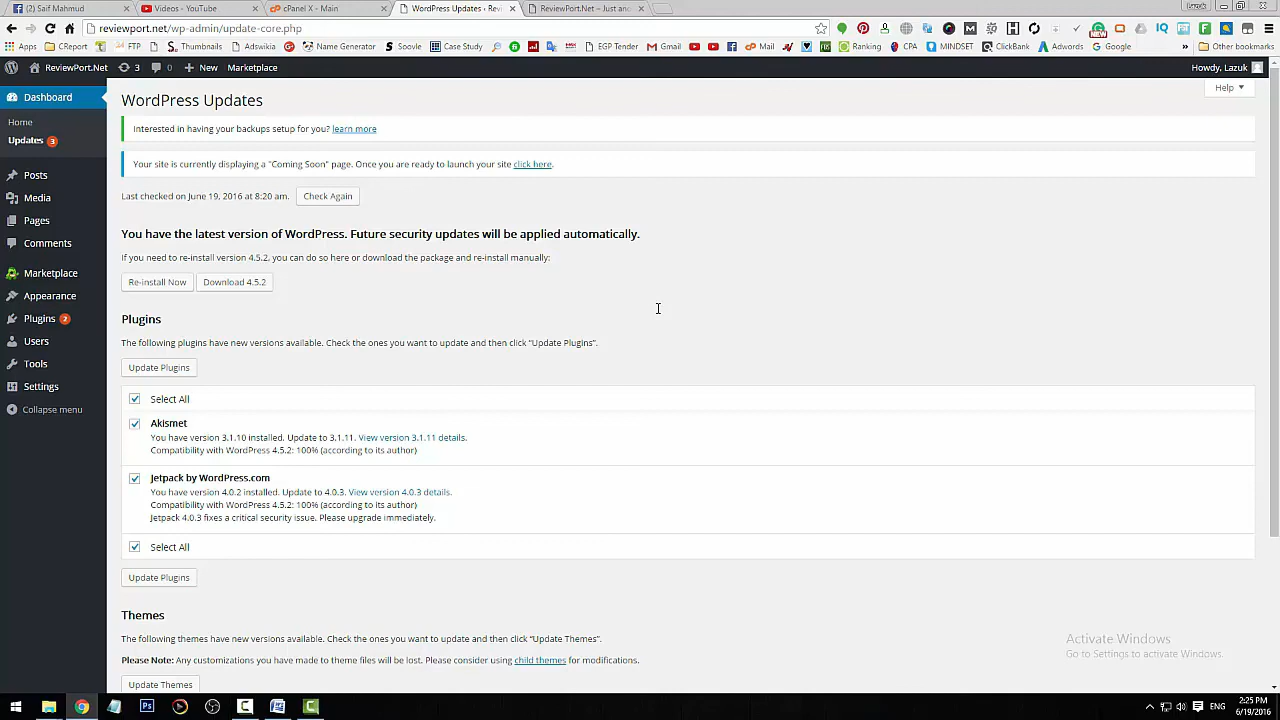 (2) Saif Mahmud
Videos - YouTube
cPanel X - Main
WordPress Updates ‹ Revi
ReviewPort.Net – Just an
reviewport.net/wp-admin/update-core.php
Apps
CReport
FTP
Thumbnails
Adswikia
Name Generator
Google
Case Study
EGP Tender
Gmail
Mail
Ranking
CPA
MINDSET
ClickBank
Adwords
Google
»
Other bookmarks
ReviewPort.Net
3
0
New
Marketplace
Howdy, Lazuk
Dashboard
Home
Updates 3
Posts
Media
Pages
Comments
Marketplace
Appearance
Plugins 2
Users
Tools
Settings
Collapse menu
Help
WordPress Updates
Interested in having your backups setup for you? learn more
Your site is currently displaying a "Coming Soon" page. Once you are ready to launch your site click here.
Last checked on June 19, 2016 at 8:20 am. Check Again
You have the latest version of WordPress. Future security updates will be applied automatically.
If you need to re-install version 4.5.2, you can do so here or download the package and re-install manually:
Re-install Now Download 4.5.2
Plugins
The following plugins have new versions available. Check the ones you want to update and then click “Update Plugins”.
Update Plugins
Select All
Akismet
You have version 3.1.10 installed. Update to 3.1.11. View version 3.1.11 details.
Compatibility with WordPress 4.5.2: 100% (according to its author)
Jetpack by WordPress.com
You have version 4.0.2 installed. Update to 4.0.3. View version 4.0.3 details.
Compatibility with WordPress 4.5.2: 100% (according to its author)
Jetpack 4.0.3 fixes a critical security issue. Please upgrade immediately.
Select All
Update Plugins
Themes
The following themes have new versions available. Check the ones you want to update and then click “Update Themes”.
Please Note: Any customizations you have made to theme files will be lost. Please consider using child themes for modifications.
Update Themes
Activate Windows
Go to Settings to activate Windows.
ENG
2:25 PM
6/19/2016